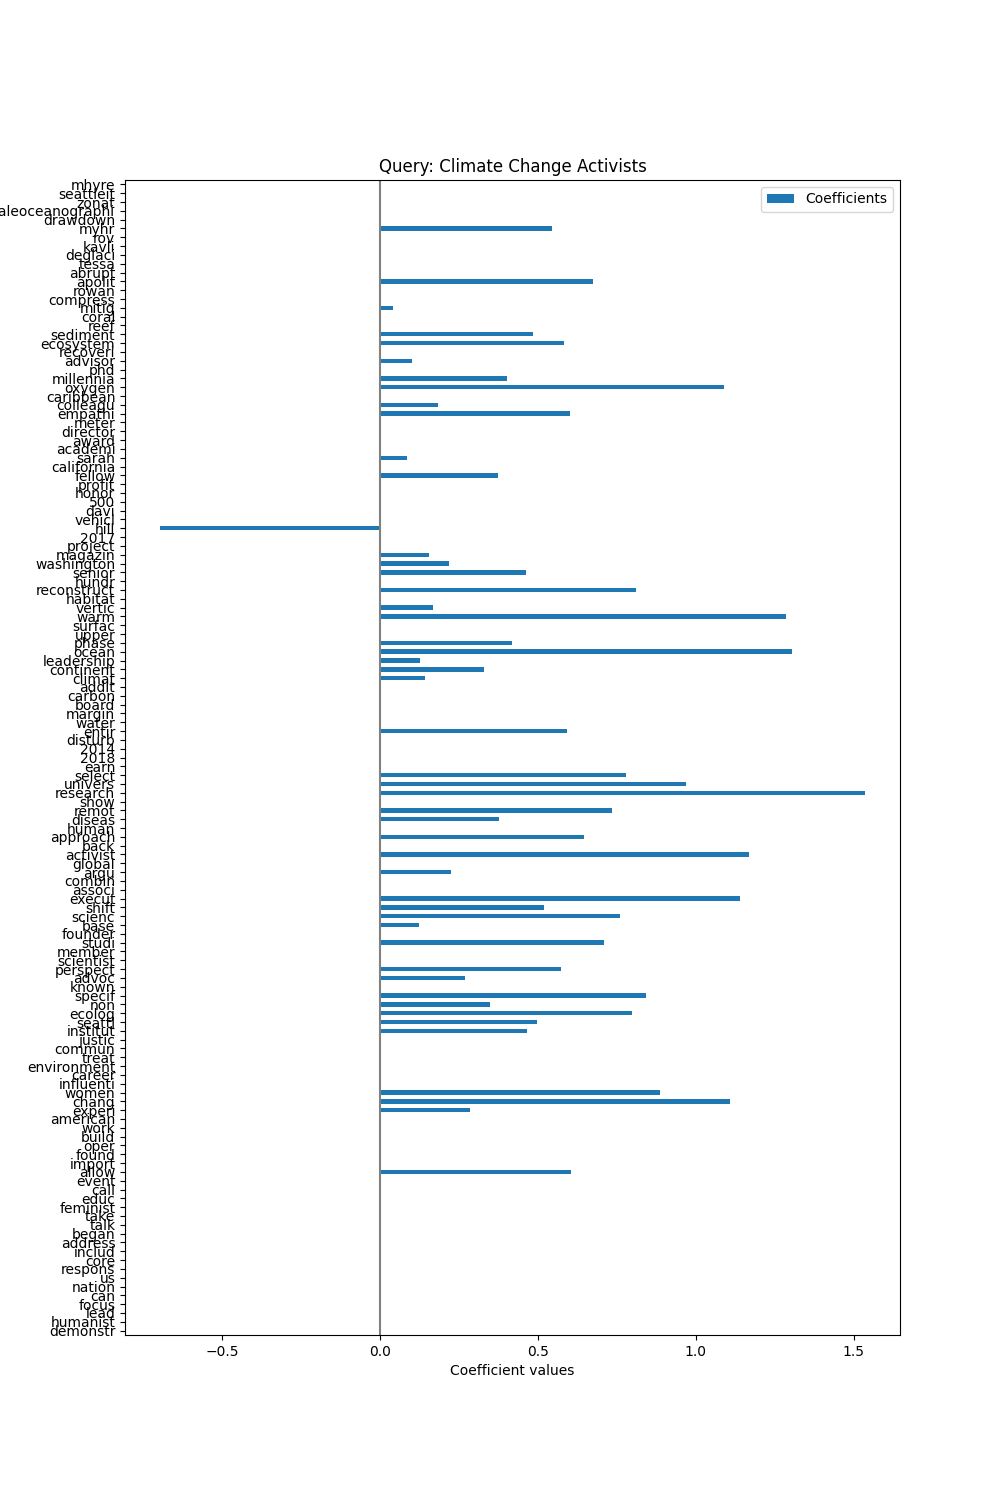 Query: Climate Change Activists
Coefficients
mhyre
seattleit
zonat
aleoceanographi
drawdown
myhr
rov
kavli
deglaci
tessa
abrupt
apolit
rowan
compress
mitig
coral
reef
sediment
ecosystem
recoveri
advisor
phd
millennia
oxygen
caribbean
colleagu
empathi
meter
director
award
academi
sarah
california
fellow
profit
honor
500
davi
vehicl
hill
2017
project
magazin
washington
senior
hundr
reconstruct
habitat
vertic
warm
surfac
upper
phase
ocean
leadership
continent
climat
addit
carbon
board
margin
water
entir
disturb
2014
2018
earn
select
univers
research
show
remot
diseas
human
approach
back
activist
global
argu
combin
associ
execut
shift
scienc
base
founder
studi
member
scientist
perspect
advoc
known
specif
non
ecolog
seattl
institut
justic
commun
treat
environment
career
influenti
women
chang
experi
american
work
build
oper
found
import
allow
event
call
educ
feminist
take
talk
began
address
includ
core
respons
us
nation
can
focus
lead
humanist
demonstr
−0.5 0.0 0.5 1.0 1.5
Coefficient values